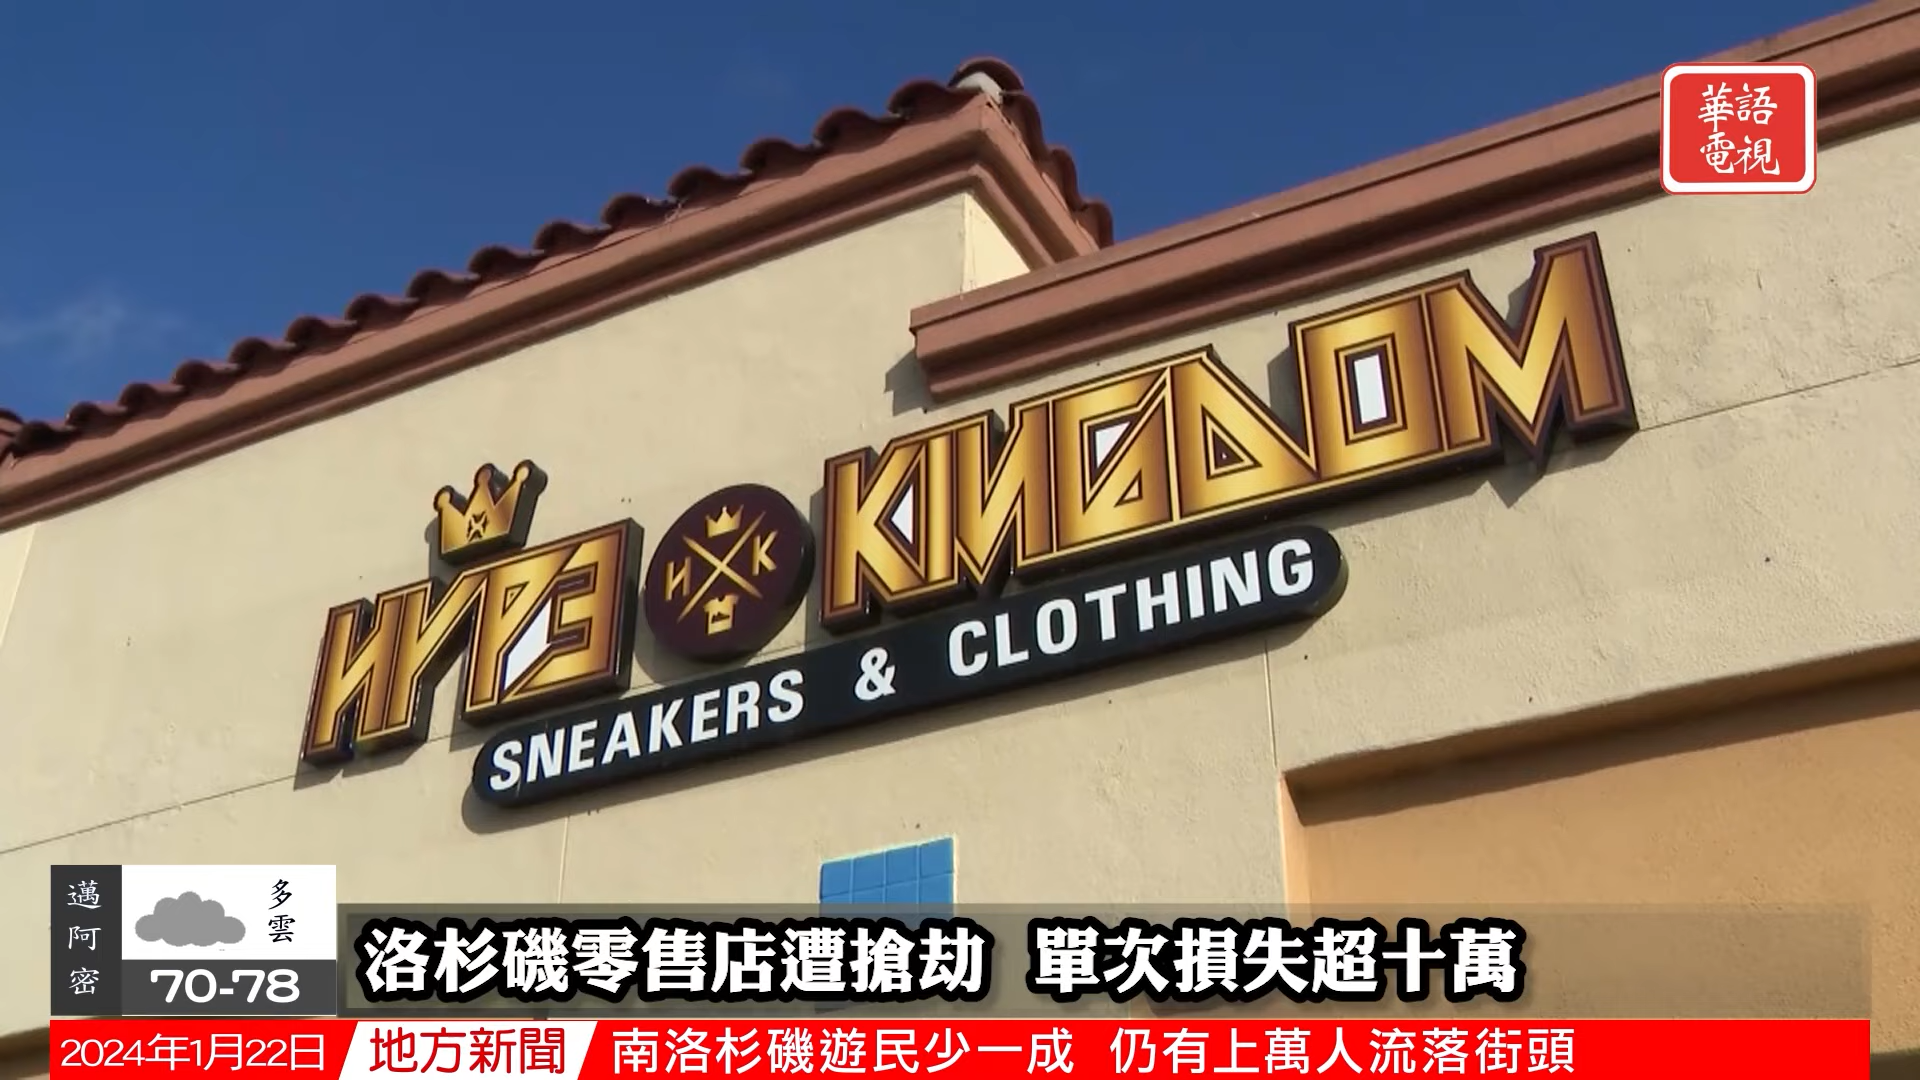 華語
電視
HYPE
H K
KINGDOM
SNEAKERS & CLOTHING
邁阿密
多雲
70-78
洛杉磯零售店遭搶劫 單次損失超十萬
2024年1月22日
地方新聞
南洛杉磯遊民少一成 仍有上萬人流落街頭